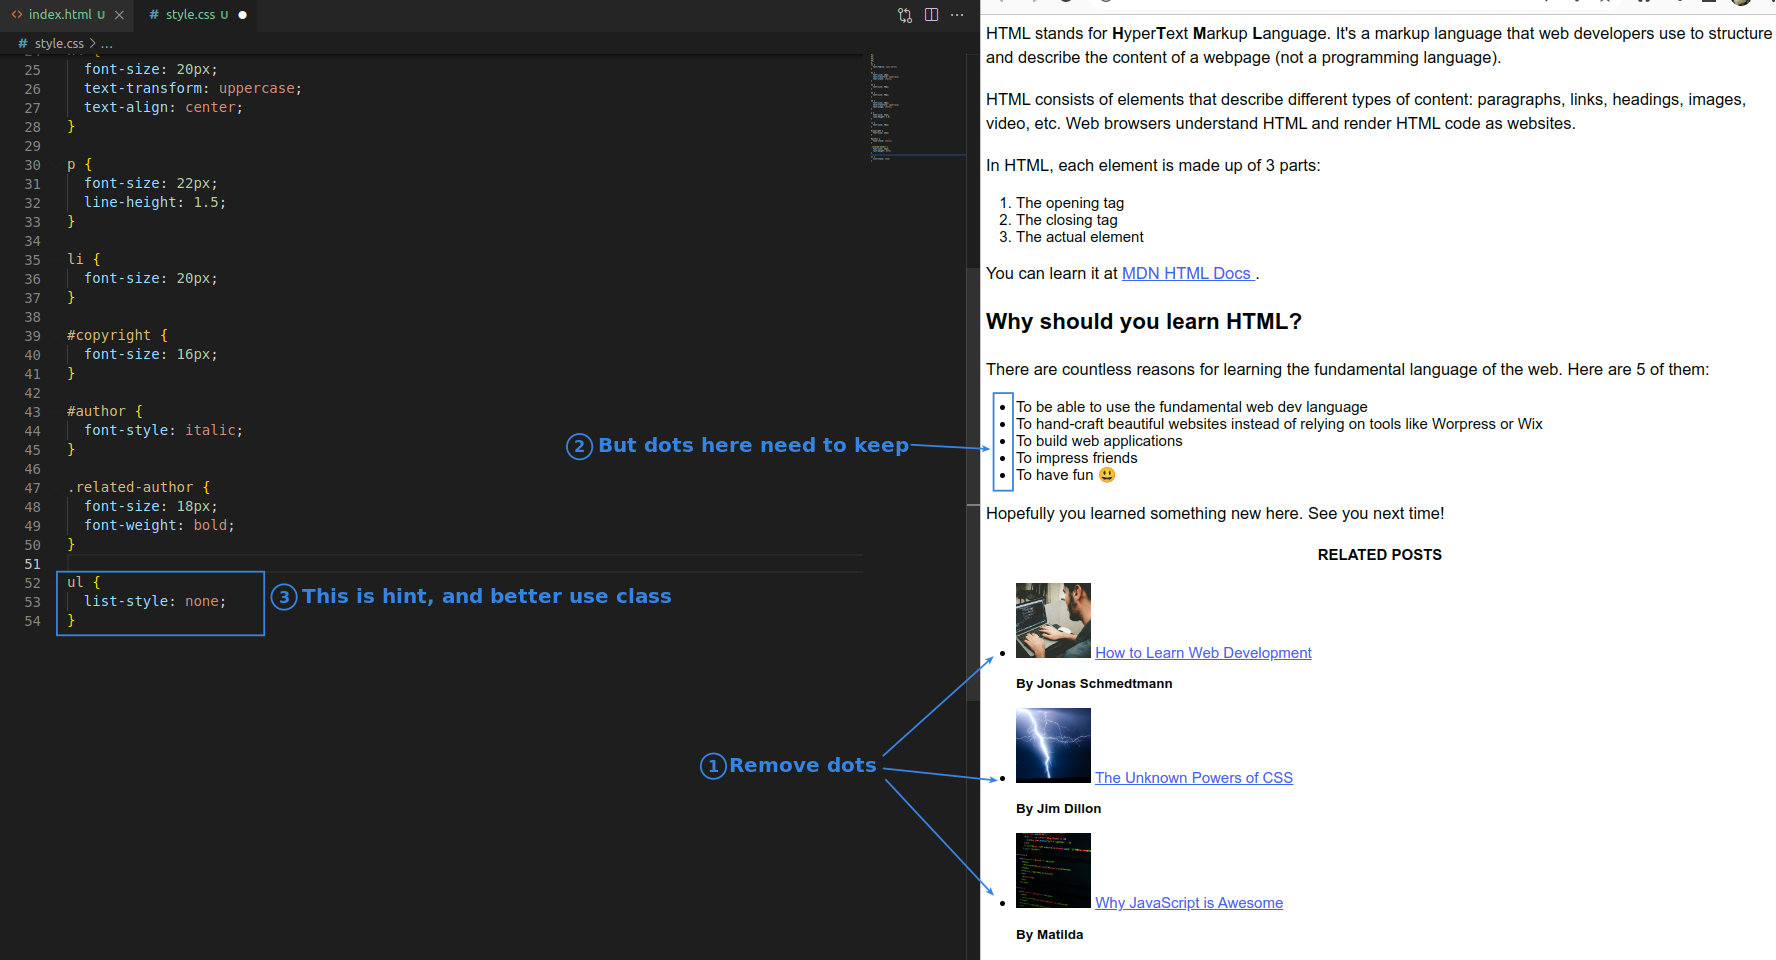 index.html U
# style.css U
# style.css > ...
25 font-size: 20px;
26 text-transform: uppercase;
27 text-align: center;
28 }
29
30 p {
31 font-size: 22px;
32 line-height: 1.5;
33 }
34
35 li {
36 font-size: 20px;
37 }
38
39 #copyright {
40 font-size: 16px;
41 }
42
43 #author {
44 font-style: italic;
45 }
46
47 .related-author {
48 font-size: 18px;
49 font-weight: bold;
50 }
51
52 ul {
53 list-style: none;
54 }
2 But dots here need to keep
3 This is hint, and better use class
1 Remove dots
HTML stands for HyperText Markup Language. It's a markup language that web developers use to structure
and describe the content of a webpage (not a programming language).
HTML consists of elements that describe different types of content: paragraphs, links, headings, images,
video, etc. Web browsers understand HTML and render HTML code as websites.
In HTML, each element is made up of 3 parts:
1. The opening tag
2. The closing tag
3. The actual element
You can learn it at MDN HTML Docs .
Why should you learn HTML?
There are countless reasons for learning the fundamental language of the web. Here are 5 of them:
• To be able to use the fundamental web dev language
• To hand-craft beautiful websites instead of relying on tools like Worpress or Wix
• To build web applications
• To impress friends
• To have fun 😃
Hopefully you learned something new here. See you next time!
RELATED POSTS
• How to Learn Web Development
By Jonas Schmedtmann
• The Unknown Powers of CSS
By Jim Dillon
• Why JavaScript is Awesome
By Matilda